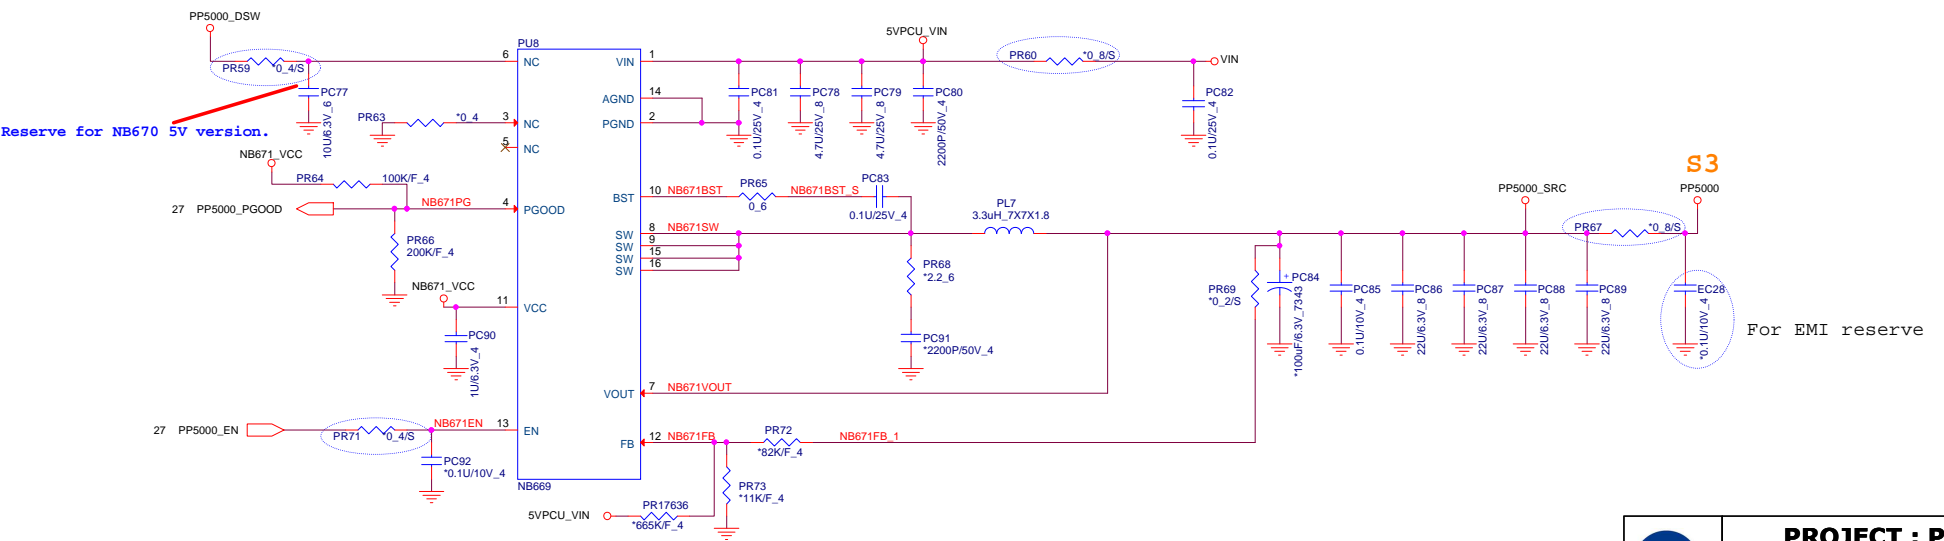 PP5000_DSW
PR59 *0_4/S
PC77
10U/6.3V_6
Reserve for NB670 5V version.
PR63 *0_4
NB671_VCC
PR64 100K/F_4
27 PP5000_PGOOD
NB671PG
PR66
200K/F_4
NB671_VCC
PC90
1U/6.3V_4
27 PP5000_EN
PR71 *0_4/S
NB671EN
PC92
*0.1U/10V_4
PU8
6 NC
3 NC
5 NC
4 PGOOD
11 VCC
13 EN
VIN 1
AGND 14
PGND 2
BST 10
SW 8
SW 9
SW 15
SW 16
VOUT 7
FB 12
NB669
5VPCU_VIN
PR60 *0_8/S
VIN
PC81
0.1U/25V_4
PC78
4.7U/25V_8
PC79
4.7U/25V_8
PC80
2200P/50V_4
PC82
0.1U/25V_4
NB671BST
PR65
0_6
NB671BST_S
PC83
0.1U/25V_4
NB671SW
PL7
3.3uH_7X7X1.8
PR68
*2.2_6
PC91
*2200P/50V_4
NB671VOUT
NB671FB
PR72
*82K/F_4
NB671FB_1
PR73
*11K/F_4
5VPCU_VIN
PR17636
*665K/F_4
PR69
*0_2/S
+
PC84
*100uF/6.3V_7343
PC85
0.1U/10V_4
PC86
22U/6.3V_8
PC87
22U/6.3V_8
PC88
22U/6.3V_8
PC89
22U/6.3V_8
PP5000_SRC
PR67 *0_8/S
S3
PP5000
EC28
*0.1U/10V_4
For EMI reserve
PROJECT : P